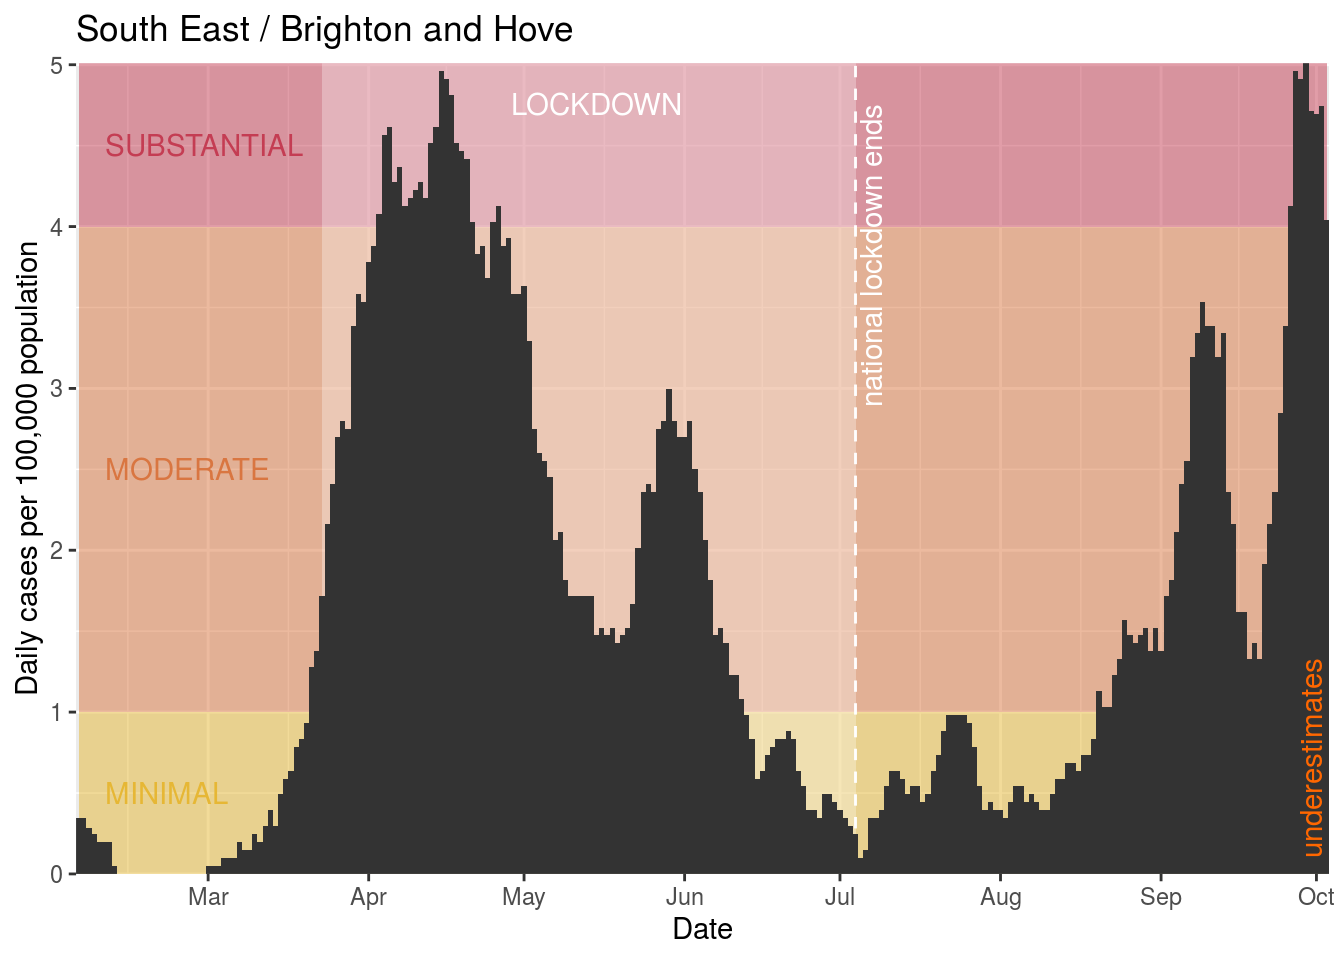 South East / Brighton and Hove
Daily cases per 100,000 population
5
4
3
2
1
0
SUBSTANTIAL
MODERATE
MINIMAL
LOCKDOWN
national lockdown ends
underestimates
Mar Apr May Jun Jul Aug Sep Oct
Date